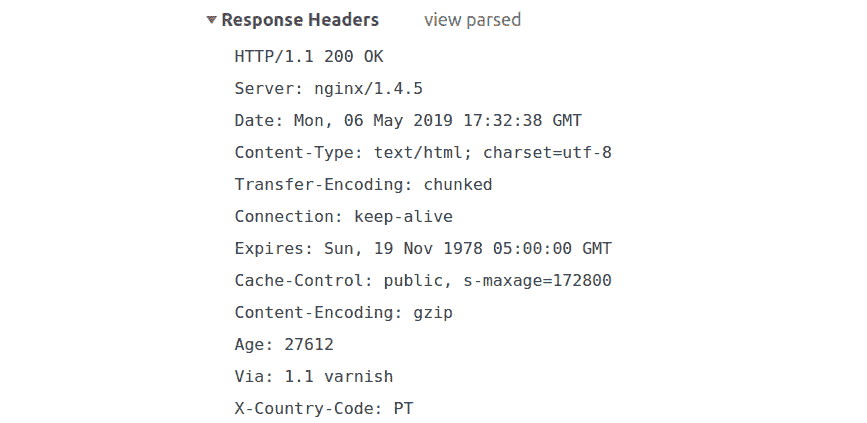 Response Headers view parsed
HTTP/1.1 200 OK
Server: nginx/1.4.5
Date: Mon, 06 May 2019 17:32:38 GMT
Content-Type: text/html; charset=utf-8
Transfer-Encoding: chunked
Connection: keep-alive
Expires: Sun, 19 Nov 1978 05:00:00 GMT
Cache-Control: public, s-maxage=172800
Content-Encoding: gzip
Age: 27612
Via: 1.1 varnish
X-Country-Code: PT